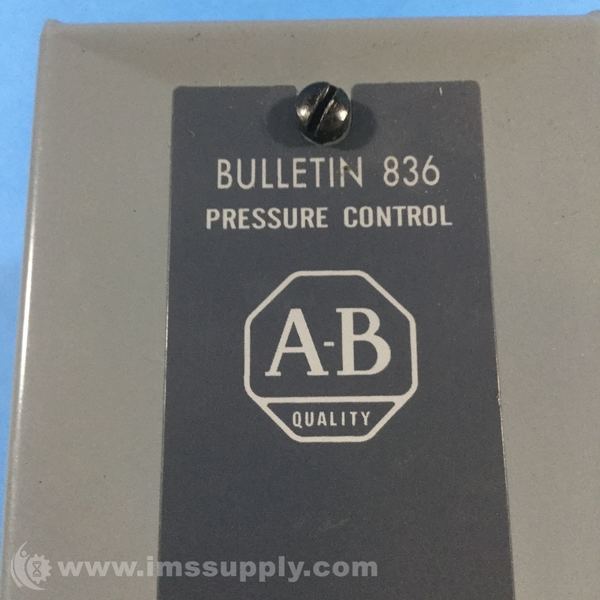 BULLETIN 836
PRESSURE CONTROL
A-B
QUALITY
www.imssupply.com